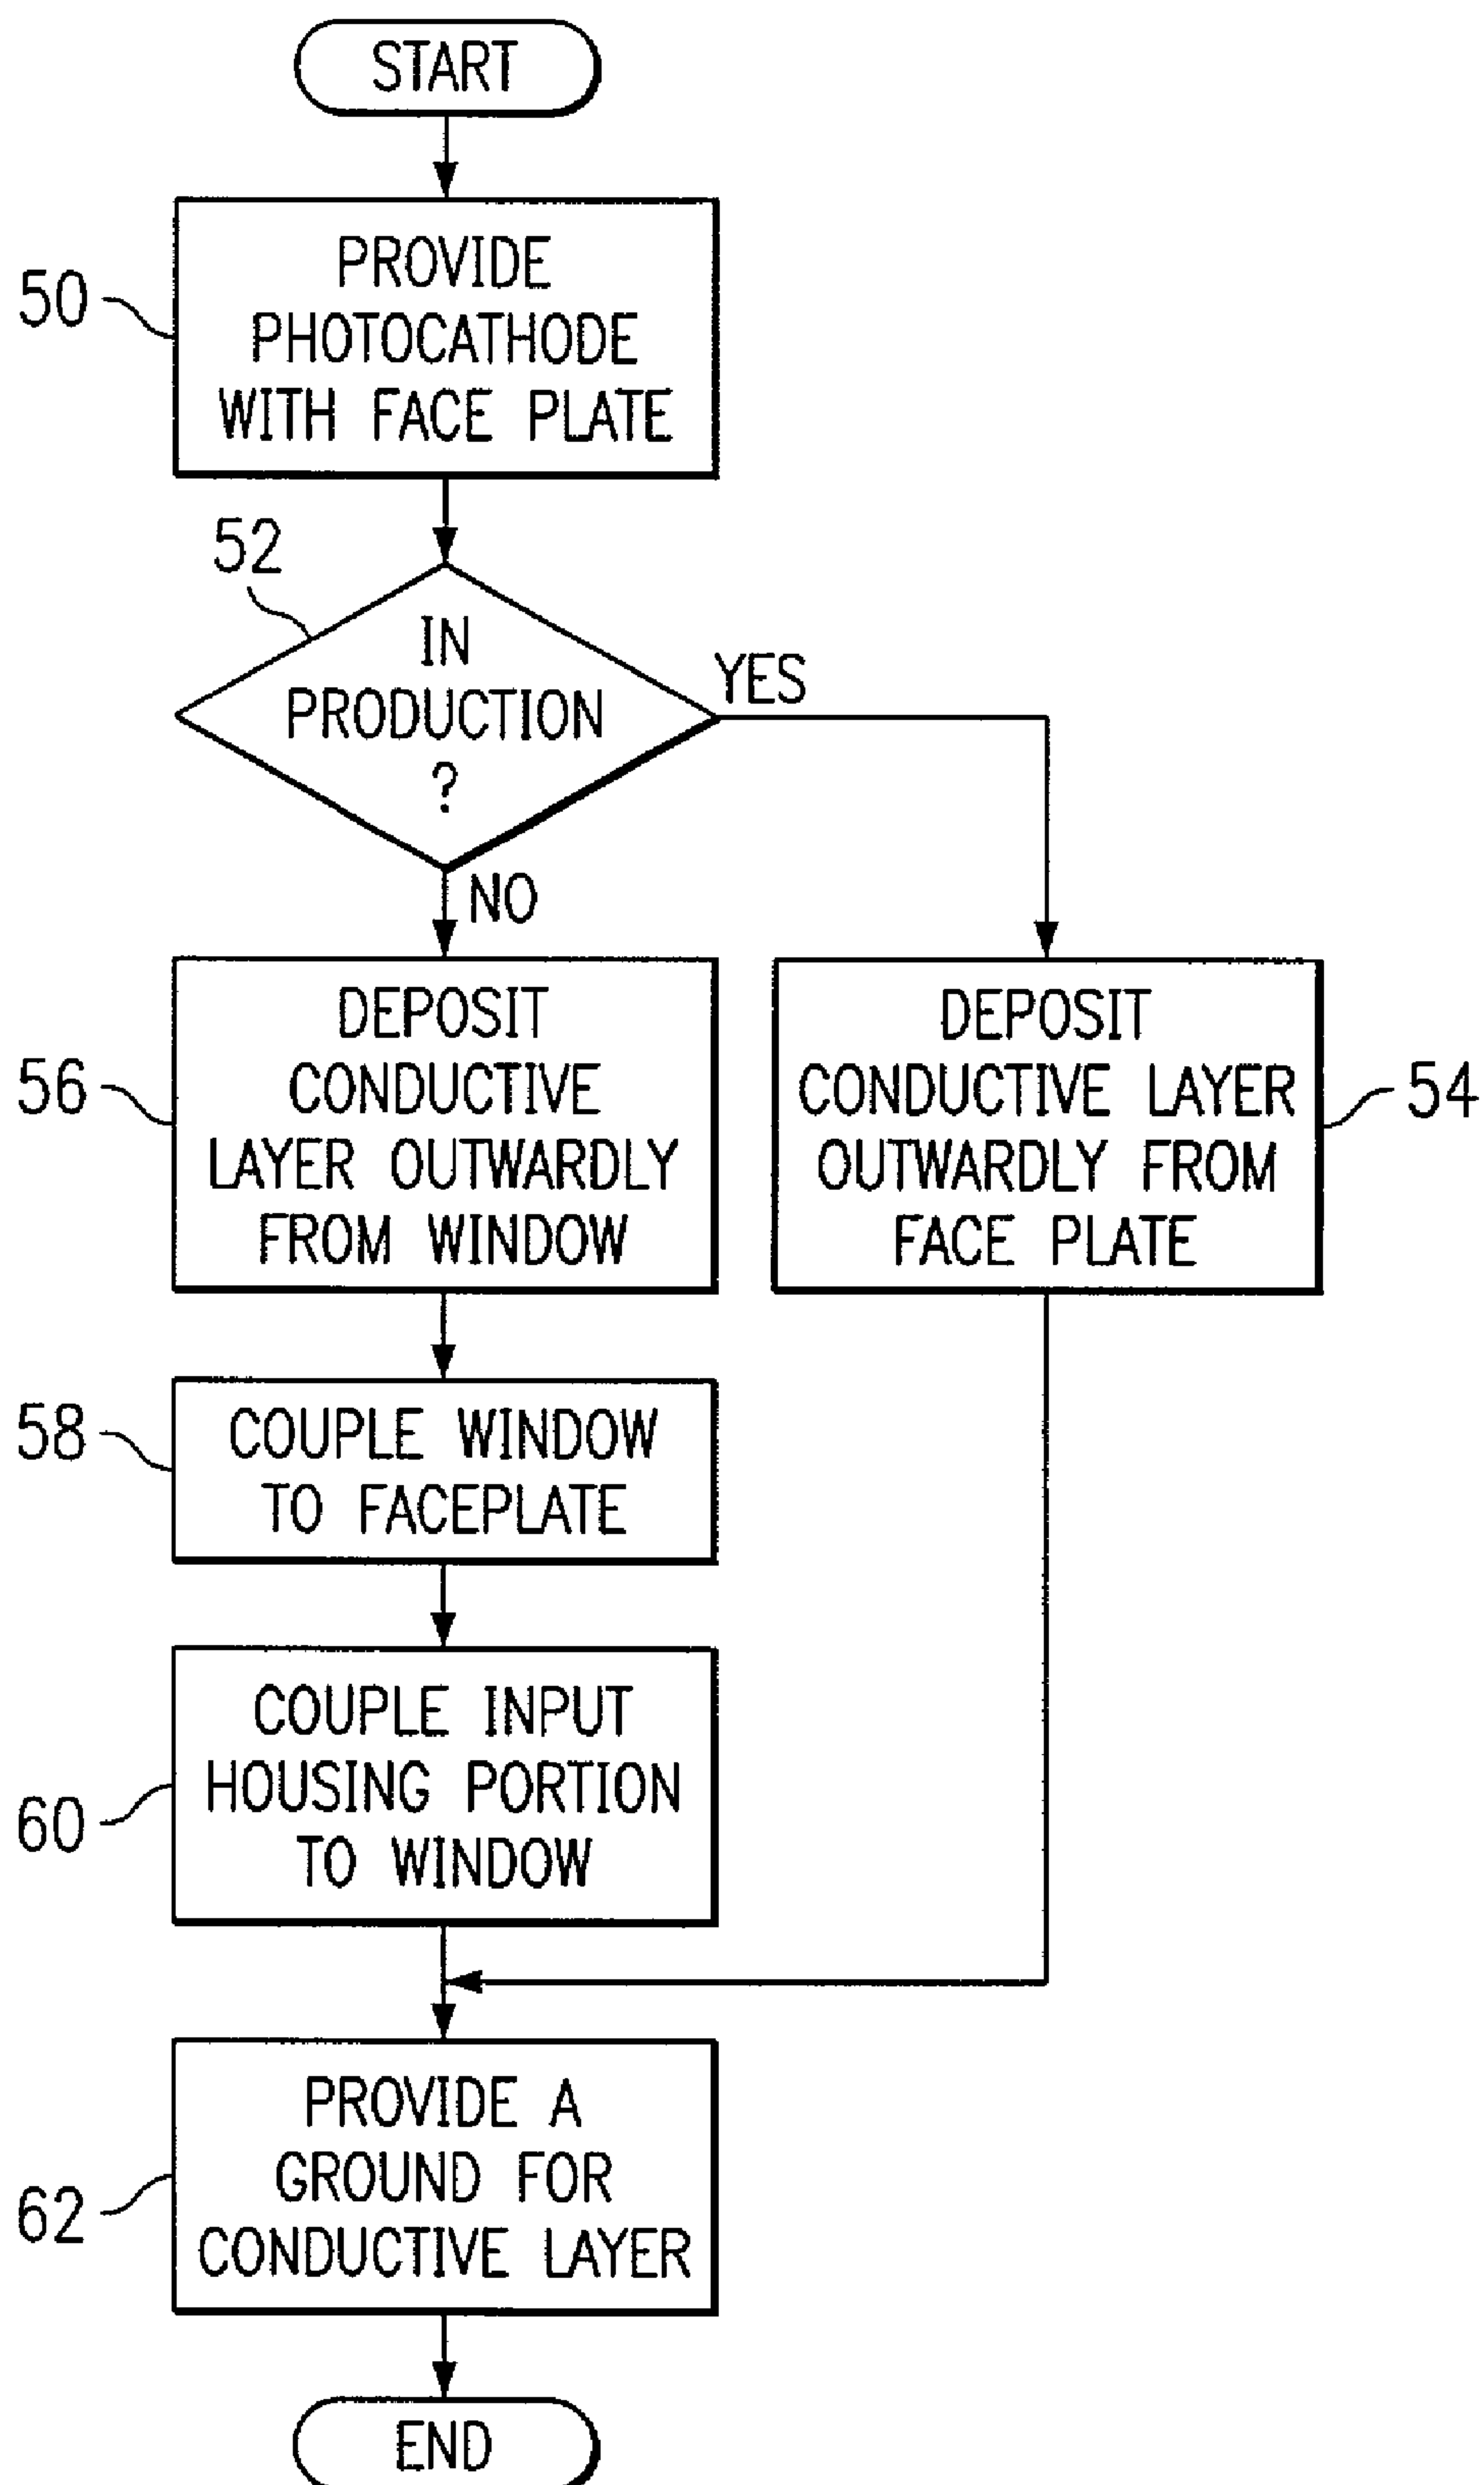 START
50
PROVIDE
PHOTOCATHODE
WITH FACE PLATE
52
IN
PRODUCTION
?
YES
NO
56
DEPOSIT
CONDUCTIVE
LAYER OUTWARDLY
FROM WINDOW
DEPOSIT
CONDUCTIVE LAYER
OUTWARDLY FROM
FACE PLATE
54
58
COUPLE WINDOW
TO FACEPLATE
60
COUPLE INPUT
HOUSING PORTION
TO WINDOW
62
PROVIDE A
GROUND FOR
CONDUCTIVE LAYER
END